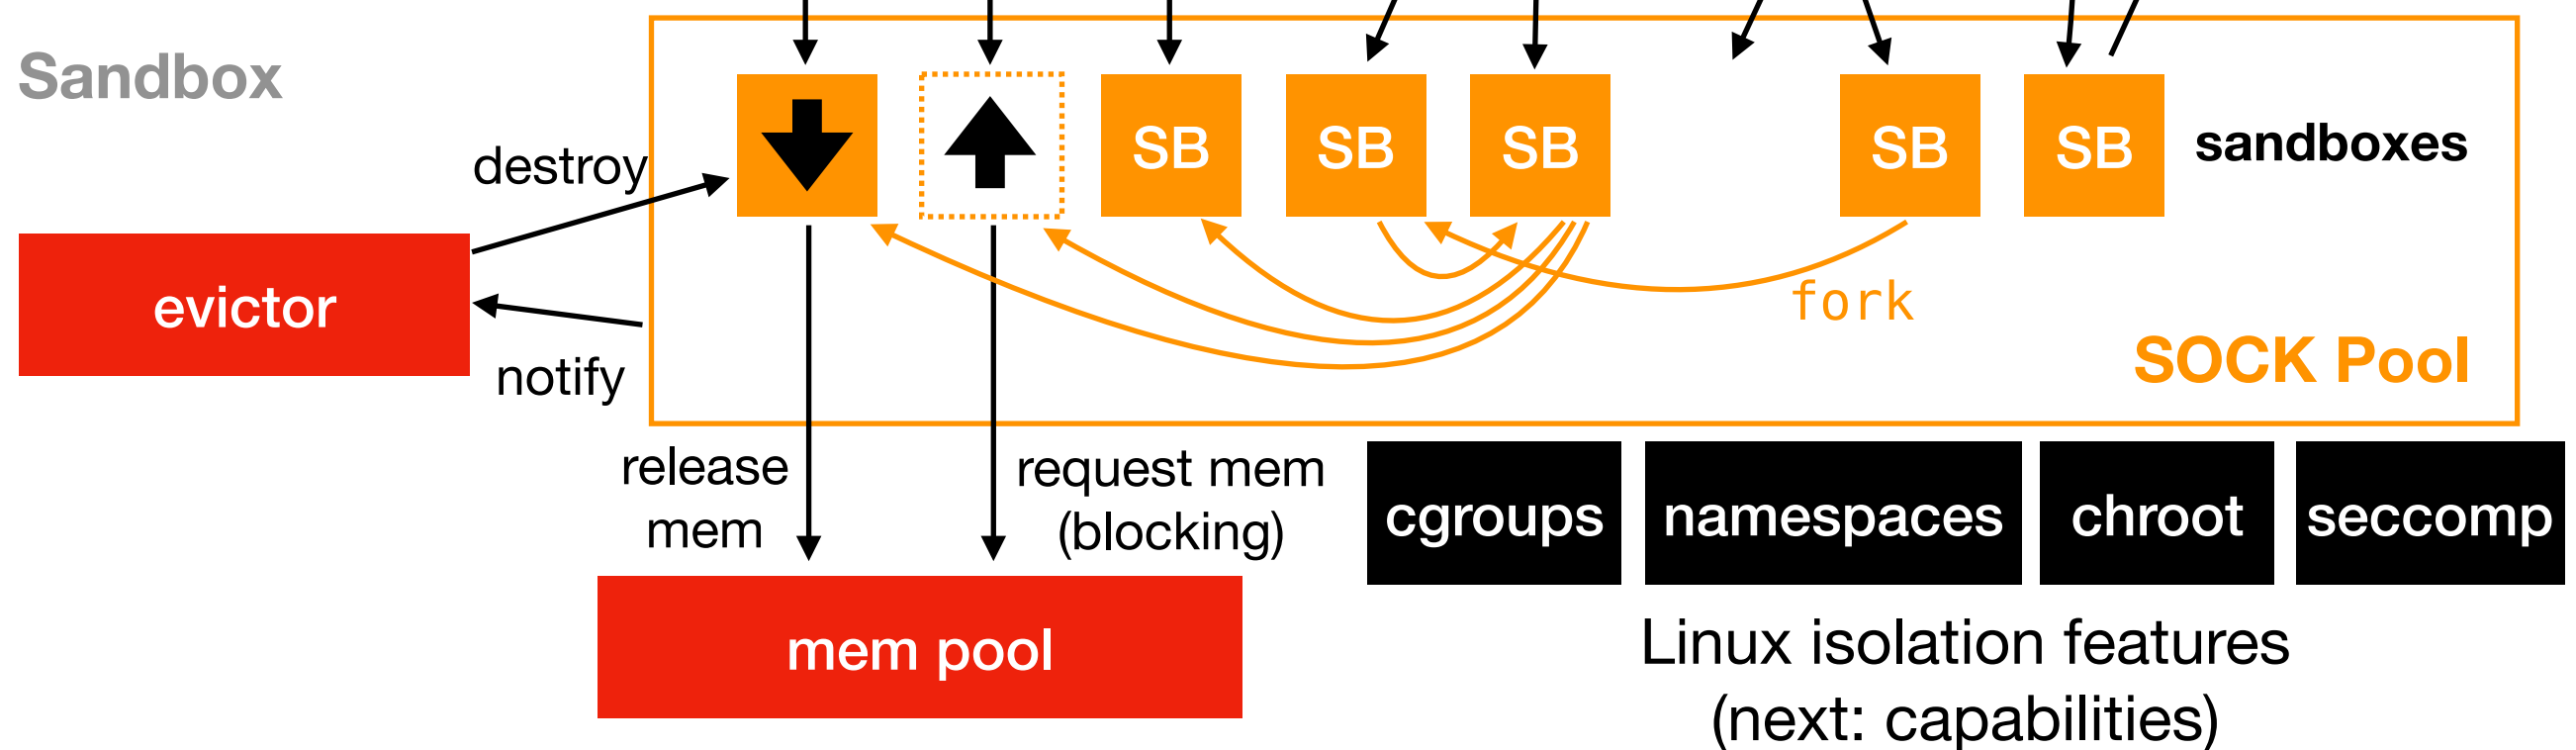 Sandbox
destroy
SB
SB
SB
SB
SB
sandboxes
evictor
notify
fork
SOCK Pool
release
mem
request mem
(blocking)
cgroups
namespaces
chroot
seccomp
mem pool
Linux isolation features
(next: capabilities)